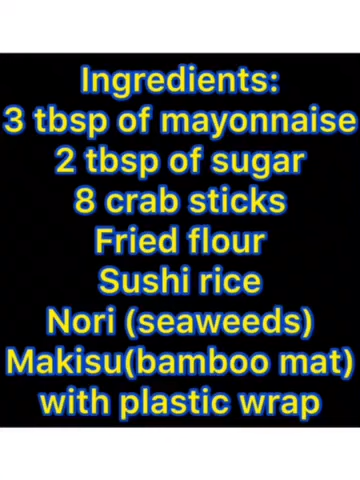 Ingredients:
3 tbsp of mayonnaise
2 tbsp of sugar
8 crab sticks
Fried flour
Sushi rice
Nori (seaweeds)
Makisu(bamboo mat)
with plastic wrap